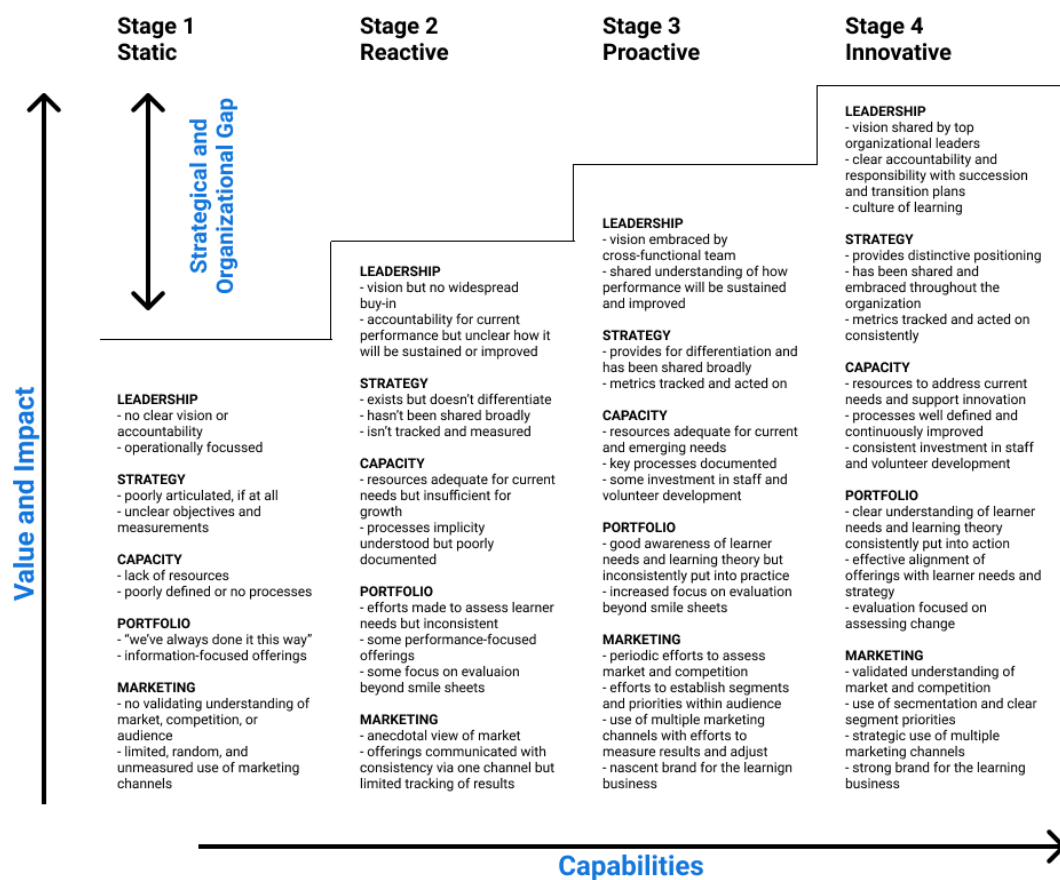 Stage 1
Static
Stage 2
Reactive
Stage 3
Proactive
Stage 4
Innovative
Value and Impact
Strategical and
Organizational Gap
LEADERSHIP
- no clear vision or
accountability
- operationally focussed
STRATEGY
- poorly articulated, if at all
- unclear objectives and
measurements
CAPACITY
- lack of resources
- poorly defined or no processes
PORTFOLIO
- “we’ve always done it this way”
- information-focused offerings
MARKETING
- no validating understanding of
market, competition, or
audience
- limited, random, and
unmeasured use of marketing
channels
LEADERSHIP
- vision but no widespread
buy-in
- accountability for current
performance but unclear how it
will be sustained or improved
STRATEGY
- exists but doesn’t differentiate
- hasn’t been shared broadly
- isn’t tracked and measured
CAPACITY
- resources adequate for current
needs but insufficient for
growth
- processes implicity
understood but poorly
documented
PORTFOLIO
- efforts made to assess learner
needs but inconsistent
- some performance-focused
offerings
- some focus on evaluaion
beyond smile sheets
MARKETING
- anecdotal view of market
- offerings communicated with
consistency via one channel but
limited tracking of results
LEADERSHIP
- vision embraced by
cross-functional team
- shared understanding of how
performance will be sustained
and improved
STRATEGY
- provides for differentiation and
has been shared broadly
- metrics tracked and acted on
CAPACITY
- resources adequate for current
and emerging needs
- key processes documented
- some investment in staff and
volunteer development
PORTFOLIO
- good awareness of learner
needs and learning theory but
inconsistently put into practice
- increased focus on evaluation
beyond smile sheets
MARKETING
- periodic efforts to assess
market and competition
- efforts to establish segments
and priorities within audience
- use of multiple marketing
channels with efforts to
measure results and adjust
- nascent brand for the learnign
business
LEADERSHIP
- vision shared by top
organizational leaders
- clear accountability and
responsibility with succession
and transition plans
- culture of learning
STRATEGY
- provides distinctive positioning
- has been shared and
embraced throughout the
organization
- metrics tracked and acted on
consistently
CAPACITY
- resources to address current
needs and support innovation
- processes well defined and
continuously improved
- consistent investment in staff
and volunteer development
PORTFOLIO
- clear understanding of learner
needs and learning theory
consistently put into action
- effective alignment of
offerings with learner needs and
strategy
- evaluation focused on
assessing change
MARKETING
- validated understanding of
market and competition
- use of secmentation and clear
segment priorities
- strategic use of multiple
marketing channels
- strong brand for the learning
business
Capabilities